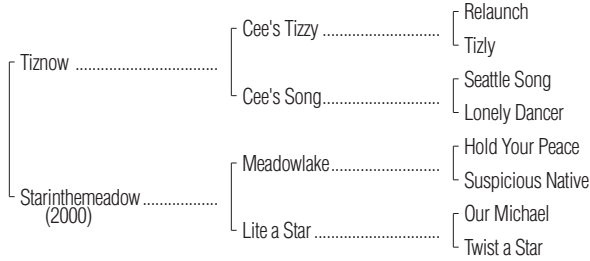 Relaunch
Cee's Tizzy ........................
Tizly
Tiznow .............................
Seattle Song
Cee's Song........................
Lonely Dancer
Hold Your Peace
Meadowlake......................
Suspicious Native
Starinthemeadow ...............
(2000)
Our Michael
Lite a Star .........................
Twist a Star